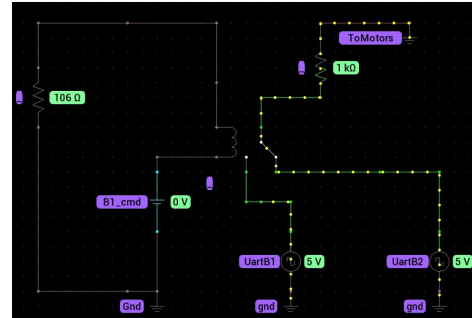 ToMotors
1 kΩ
106 Ω
B1_cmd
0 V
UartB1
5 V
UartB2
5 V
Gnd
gnd
gnd